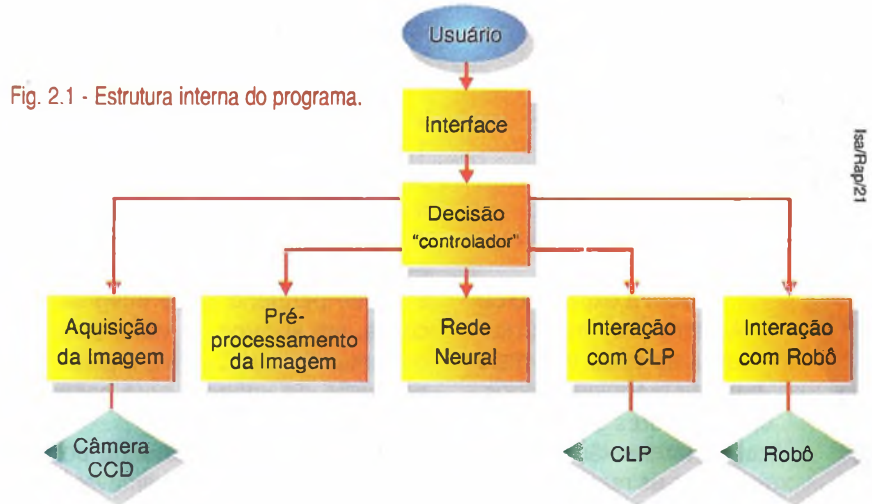 Usuário
Fig. 2.1 - Estrutura interna do programa.
Interface
Isa/Rap/21
Decisão
“controlador”
Aquisição
da Imagem
Pré-
processamento
da Imagem
Rede
Neural
Interação
com CLP
Interação
com Robô
Câmera
CCD
CLP
Robô